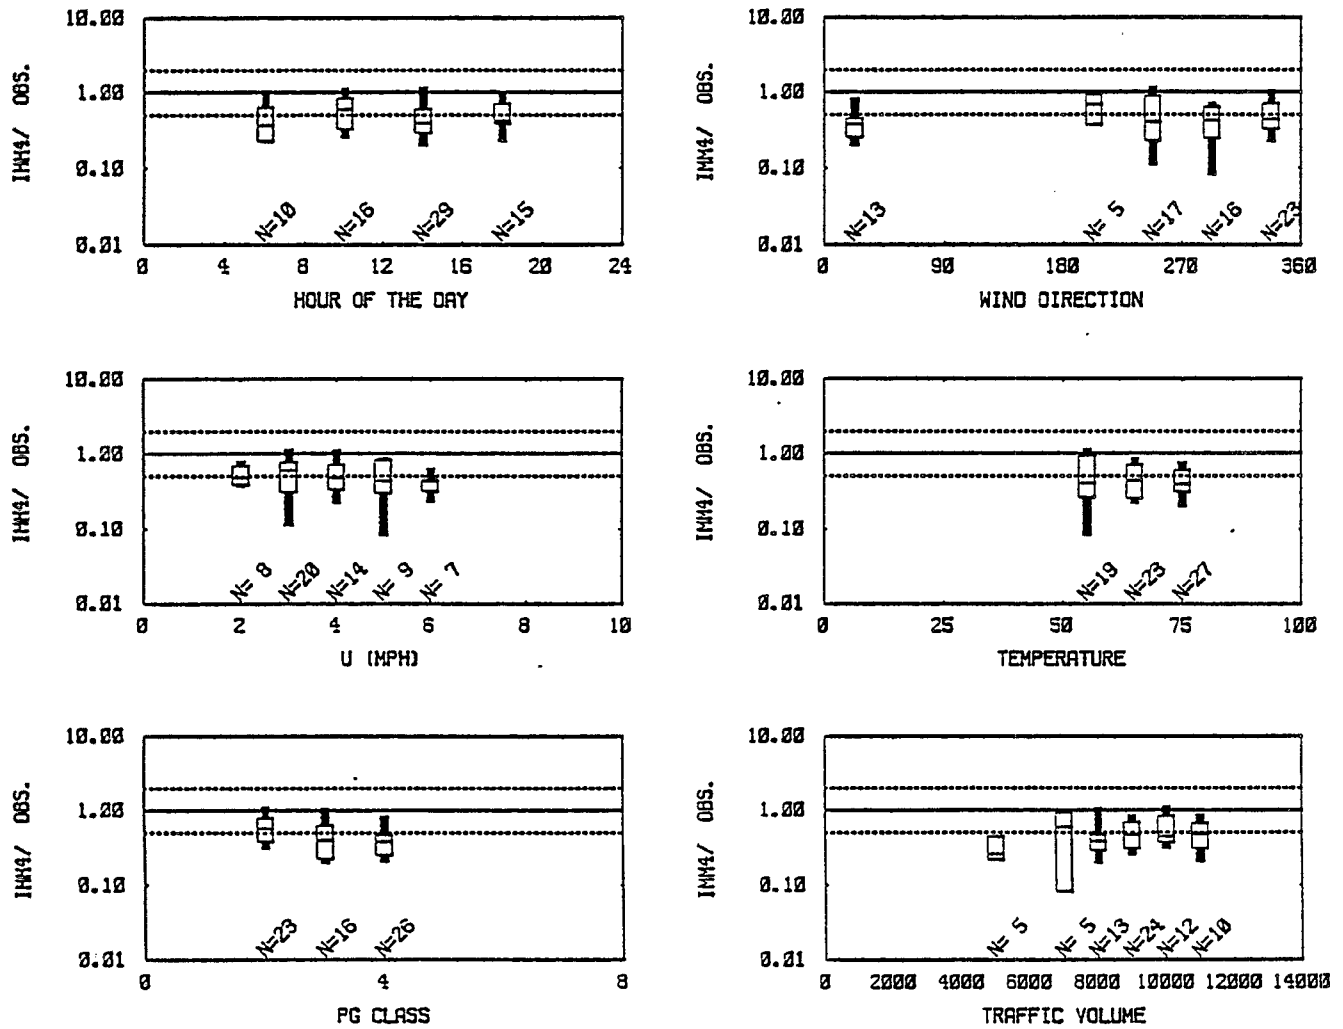 10.00
1.00
0.10
0.01
IMM4/ OBS.
N=10 N=16 N=29 N=15
0 4 8 12 16 20 24
HOUR OF THE DAY
10.00
1.00
0.10
0.01
IMM4/ OBS.
N=13 N= 5 N=17 N=16 N=23
0 90 180 270 360
WIND DIRECTION
10.00
1.00
0.10
0.01
IMM4/ OBS.
N= 8 N=20 N=14 N= 9 N= 7
0 2 4 6 8 10
U (MPH)
10.00
1.00
0.10
0.01
IMM4/ OBS.
N=19 N=23 N=27
0 25 50 75 100
TEMPERATURE
10.00
1.00
0.10
0.01
IMM4/ OBS.
N=23 N=16 N=26
0 4 8
PG CLASS
10.00
1.00
0.10
0.01
IMM4/ OBS.
N= 5 N= 5 N=13 N=24 N=12 N=10
0 2000 4000 6000 8000 10000 12000 14000
TRAFFIC VOLUME